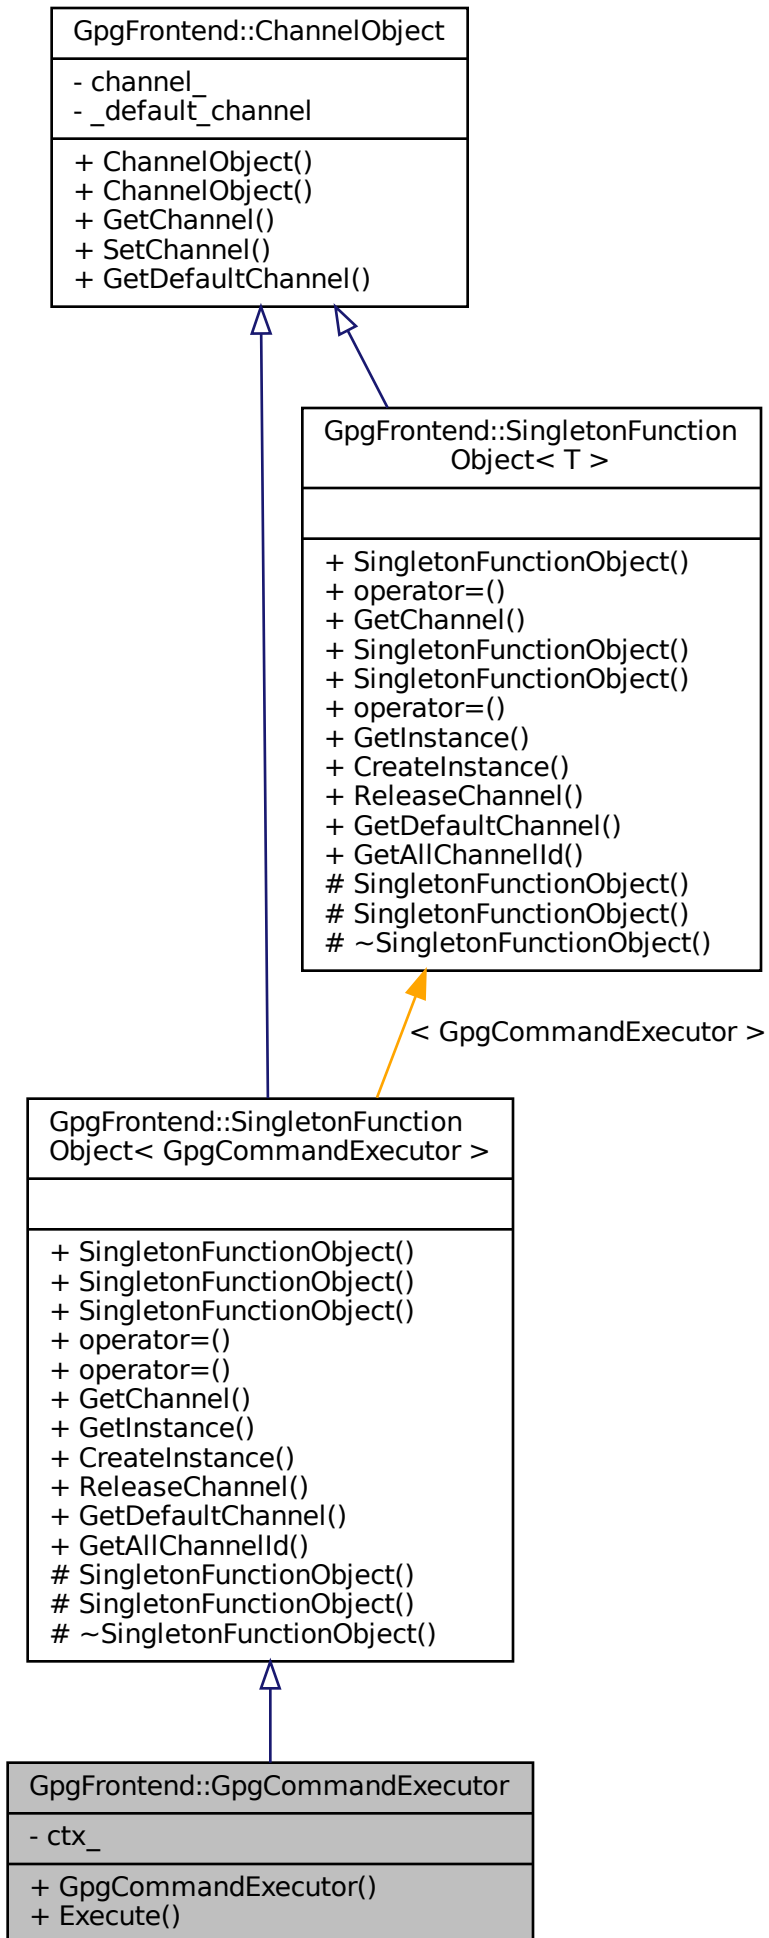 GpgFrontend::ChannelObject
- channel_
- _default_channel
+ ChannelObject()
+ ChannelObject()
+ GetChannel()
+ SetChannel()
+ GetDefaultChannel()
GpgFrontend::SingletonFunction
Object< T >
+ SingletonFunctionObject()
+ operator=()
+ GetChannel()
+ SingletonFunctionObject()
+ SingletonFunctionObject()
+ operator=()
+ GetInstance()
+ CreateInstance()
+ ReleaseChannel()
+ GetDefaultChannel()
+ GetAllChannelId()
# SingletonFunctionObject()
# SingletonFunctionObject()
# ~SingletonFunctionObject()
< GpgCommandExecutor >
GpgFrontend::SingletonFunction
Object< GpgCommandExecutor >
+ SingletonFunctionObject()
+ SingletonFunctionObject()
+ SingletonFunctionObject()
+ operator=()
+ operator=()
+ GetChannel()
+ GetInstance()
+ CreateInstance()
+ ReleaseChannel()
+ GetDefaultChannel()
+ GetAllChannelId()
# SingletonFunctionObject()
# SingletonFunctionObject()
# ~SingletonFunctionObject()
GpgFrontend::GpgCommandExecutor
- ctx_
+ GpgCommandExecutor()
+ Execute()